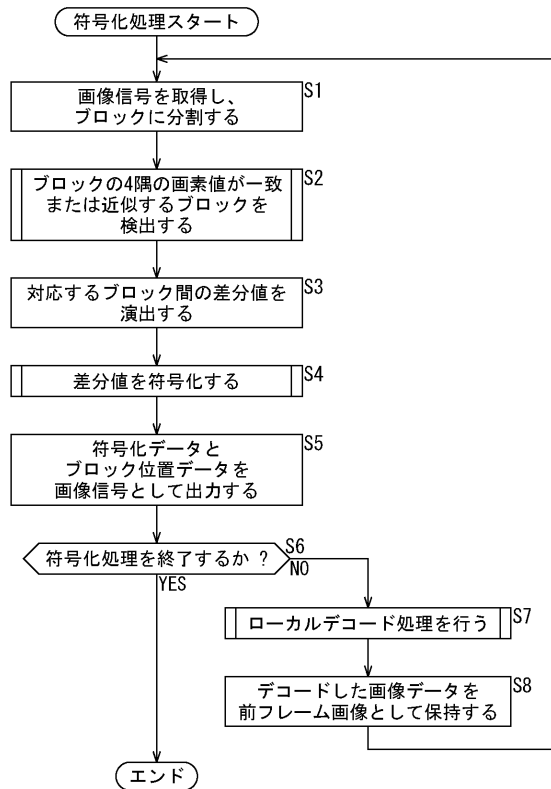 符号化処理スタート
S1
画像信号を取得し、
ブロックに分割する
S2
ブロックの4隅の画素値が一致
または近似するブロックを
検出する
S3
対応するブロック間の差分値を
演出する
S4
差分値を符号化する
S5
符号化データと
ブロック位置データを
画像信号として出力する
S6
符号化処理を終了するか ?
NO
YES
S7
ローカルデコード処理を行う
S8
デコードした画像データを
前フレーム画像として保持する
エンド